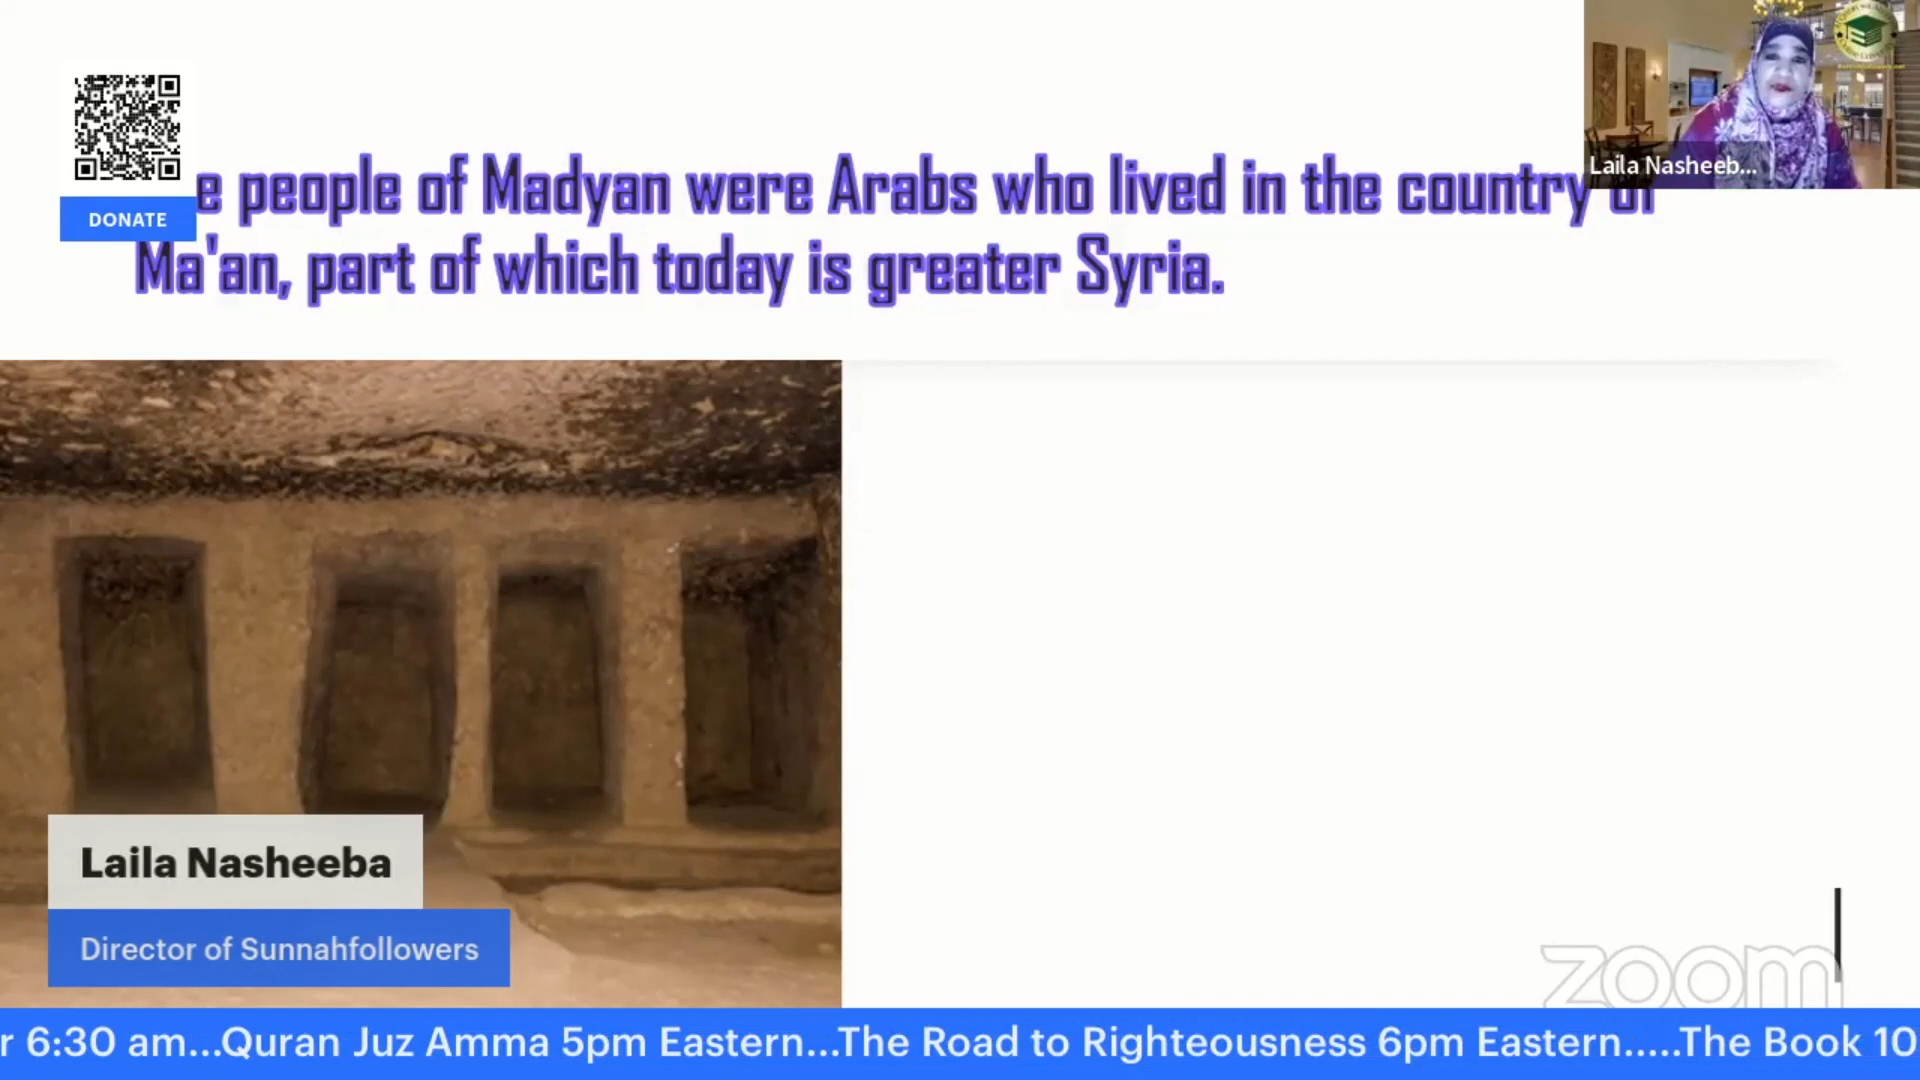 e people of Madyan were Arabs who lived in the country of
Ma'an, part of which today is greater Syria.
DONATE
Laila Nasheeb...
Laila Nasheeba
Director of Sunnahfollowers
zoom
r 6:30 am...Quran Juz Amma 5pm Eastern...The Road to Righteousness 6pm Eastern.....The Book 10